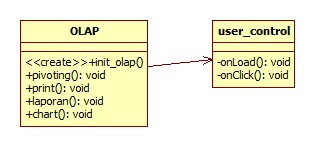 OLAP
<<create>>+init_olap()
+pivoting(): void
+print(): void
+laporan(): void
+chart(): void
user_control
-onLoad(): void
-onClick(): void